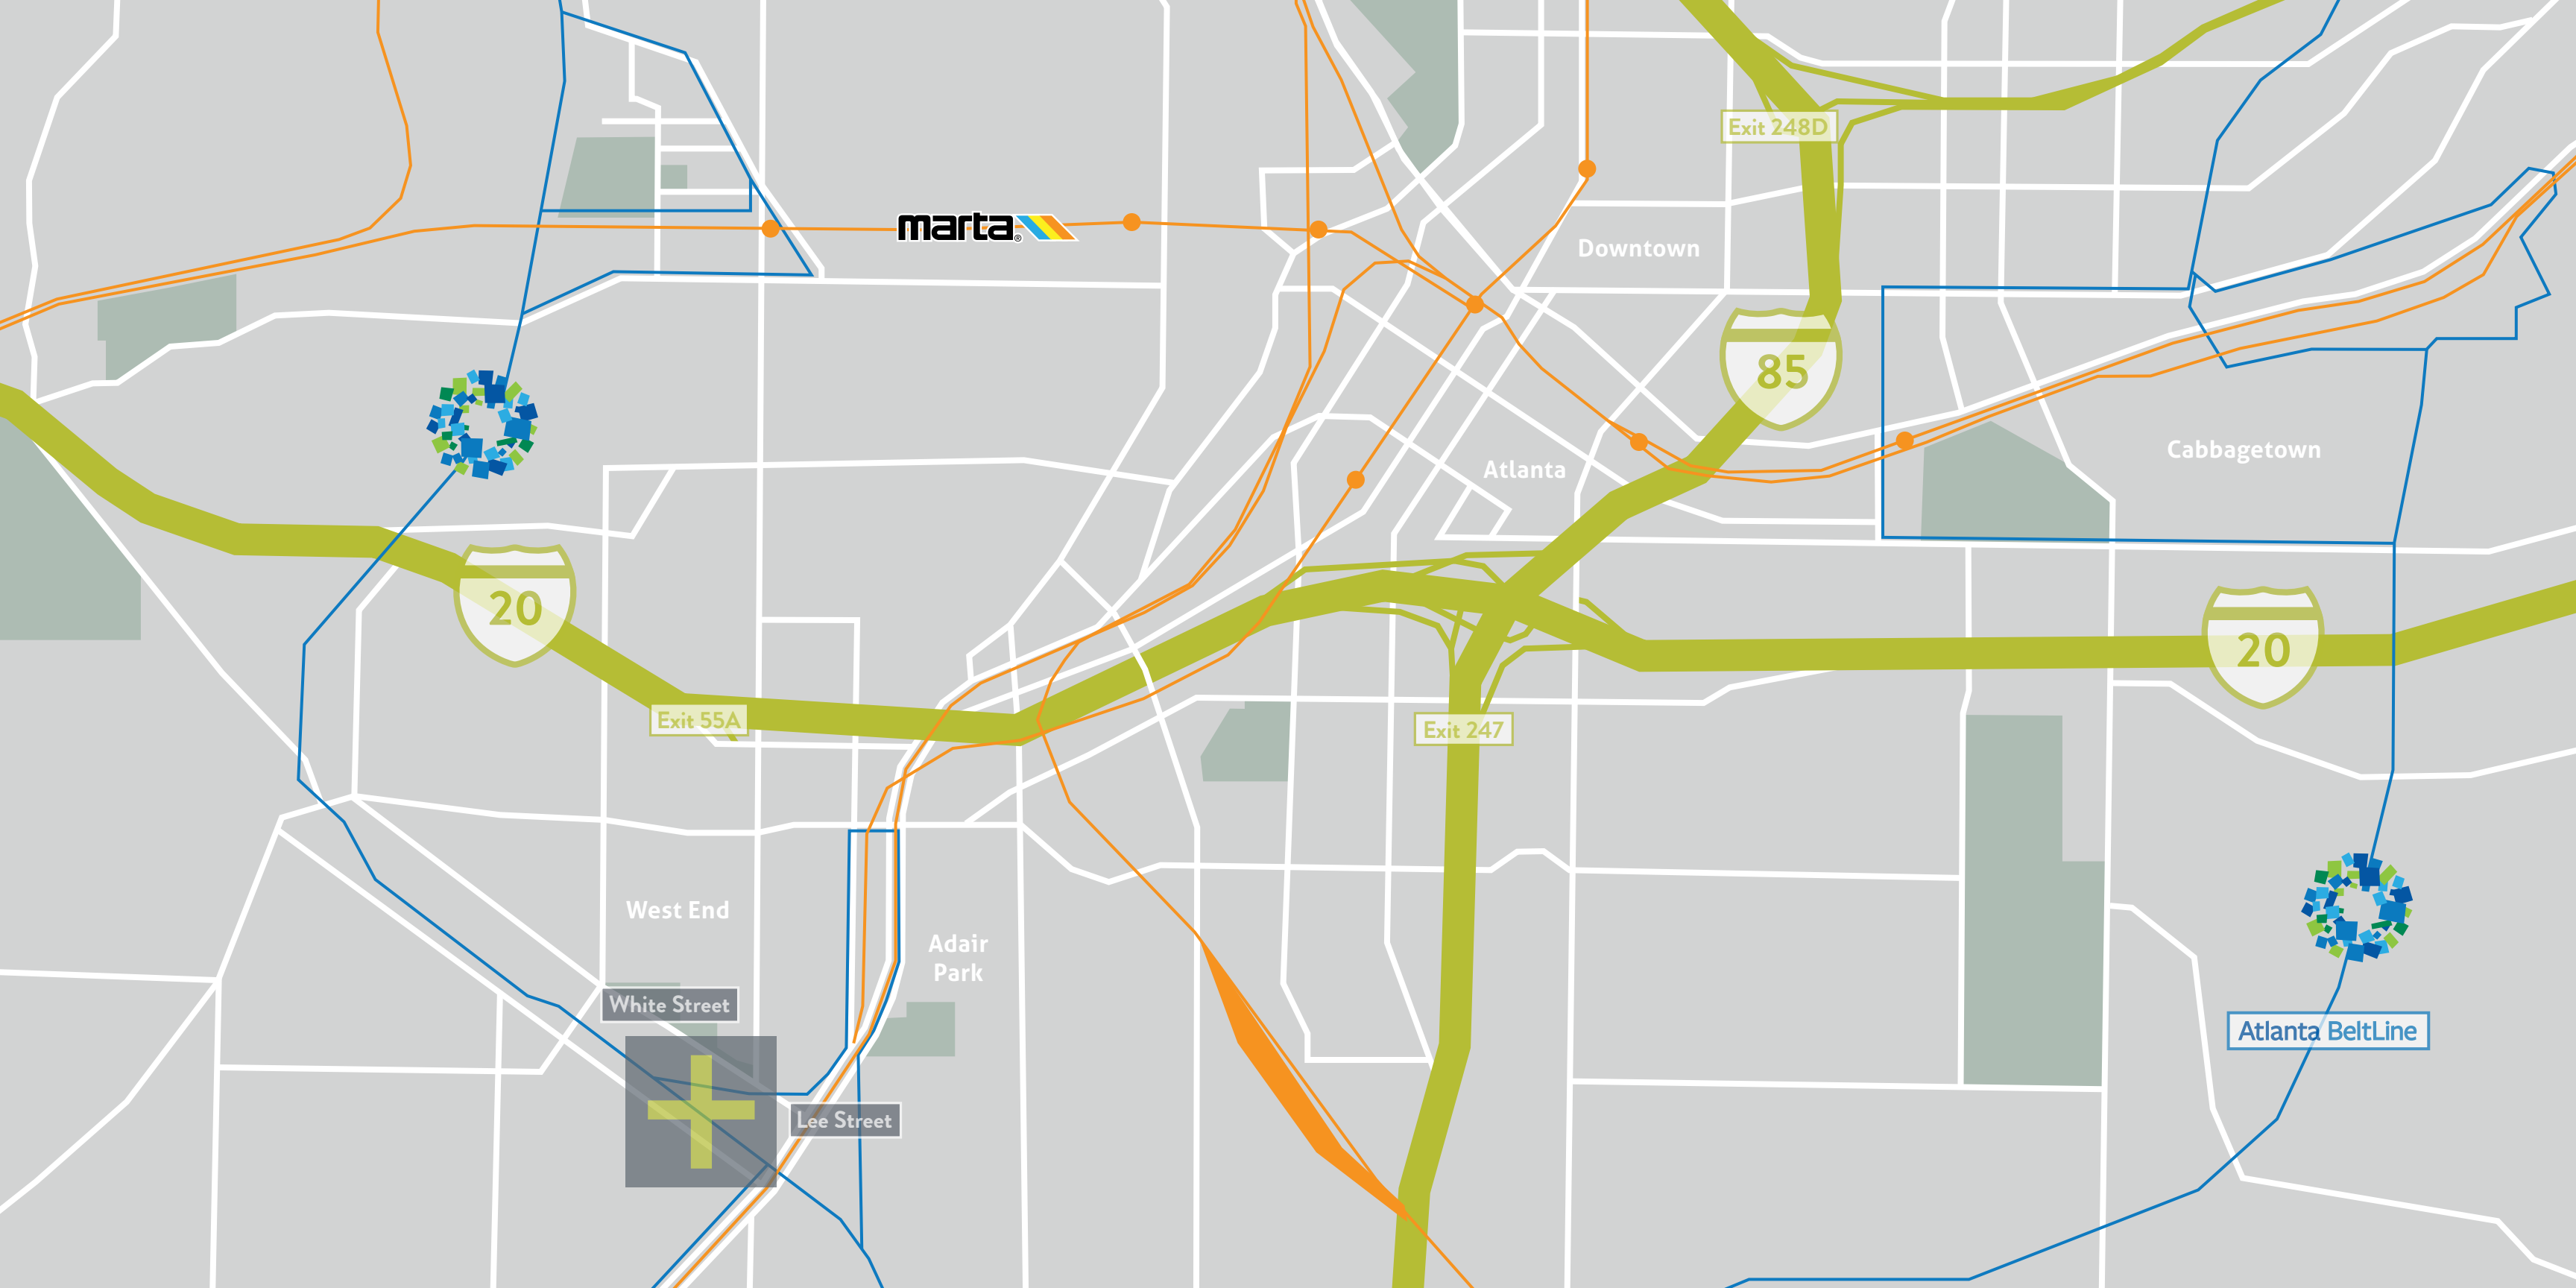 Exit 248D
marta
Downtown
85
Cabbagetown
Atlanta
20
20
Exit 55A
Exit 247
West End
Adair
Park
White Street
Atlanta BeltLine
Lee Street